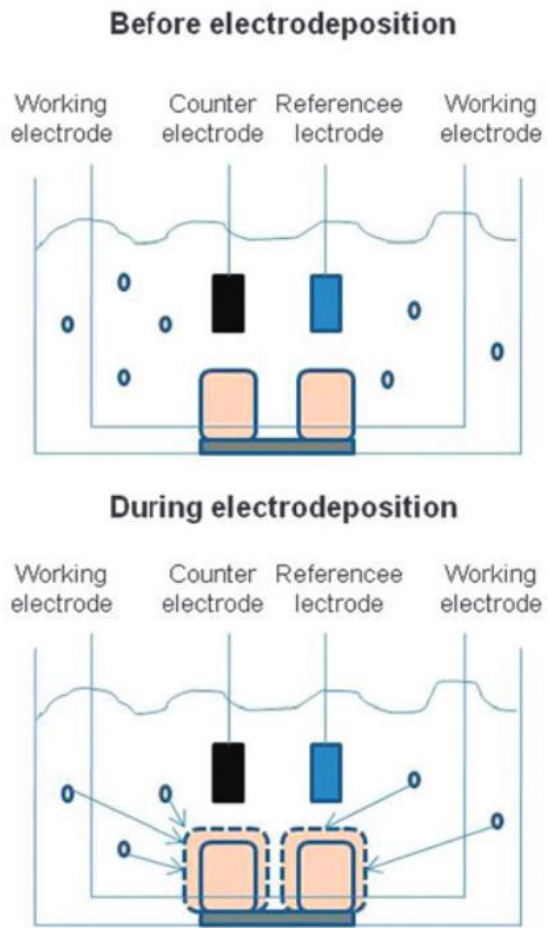 Before electrodeposition
Working Counter Referencee Working
electrode electrode lectrode electrode
During electrodeposition
Working Counter Referencee Working
electrode electrode lectrode electrode